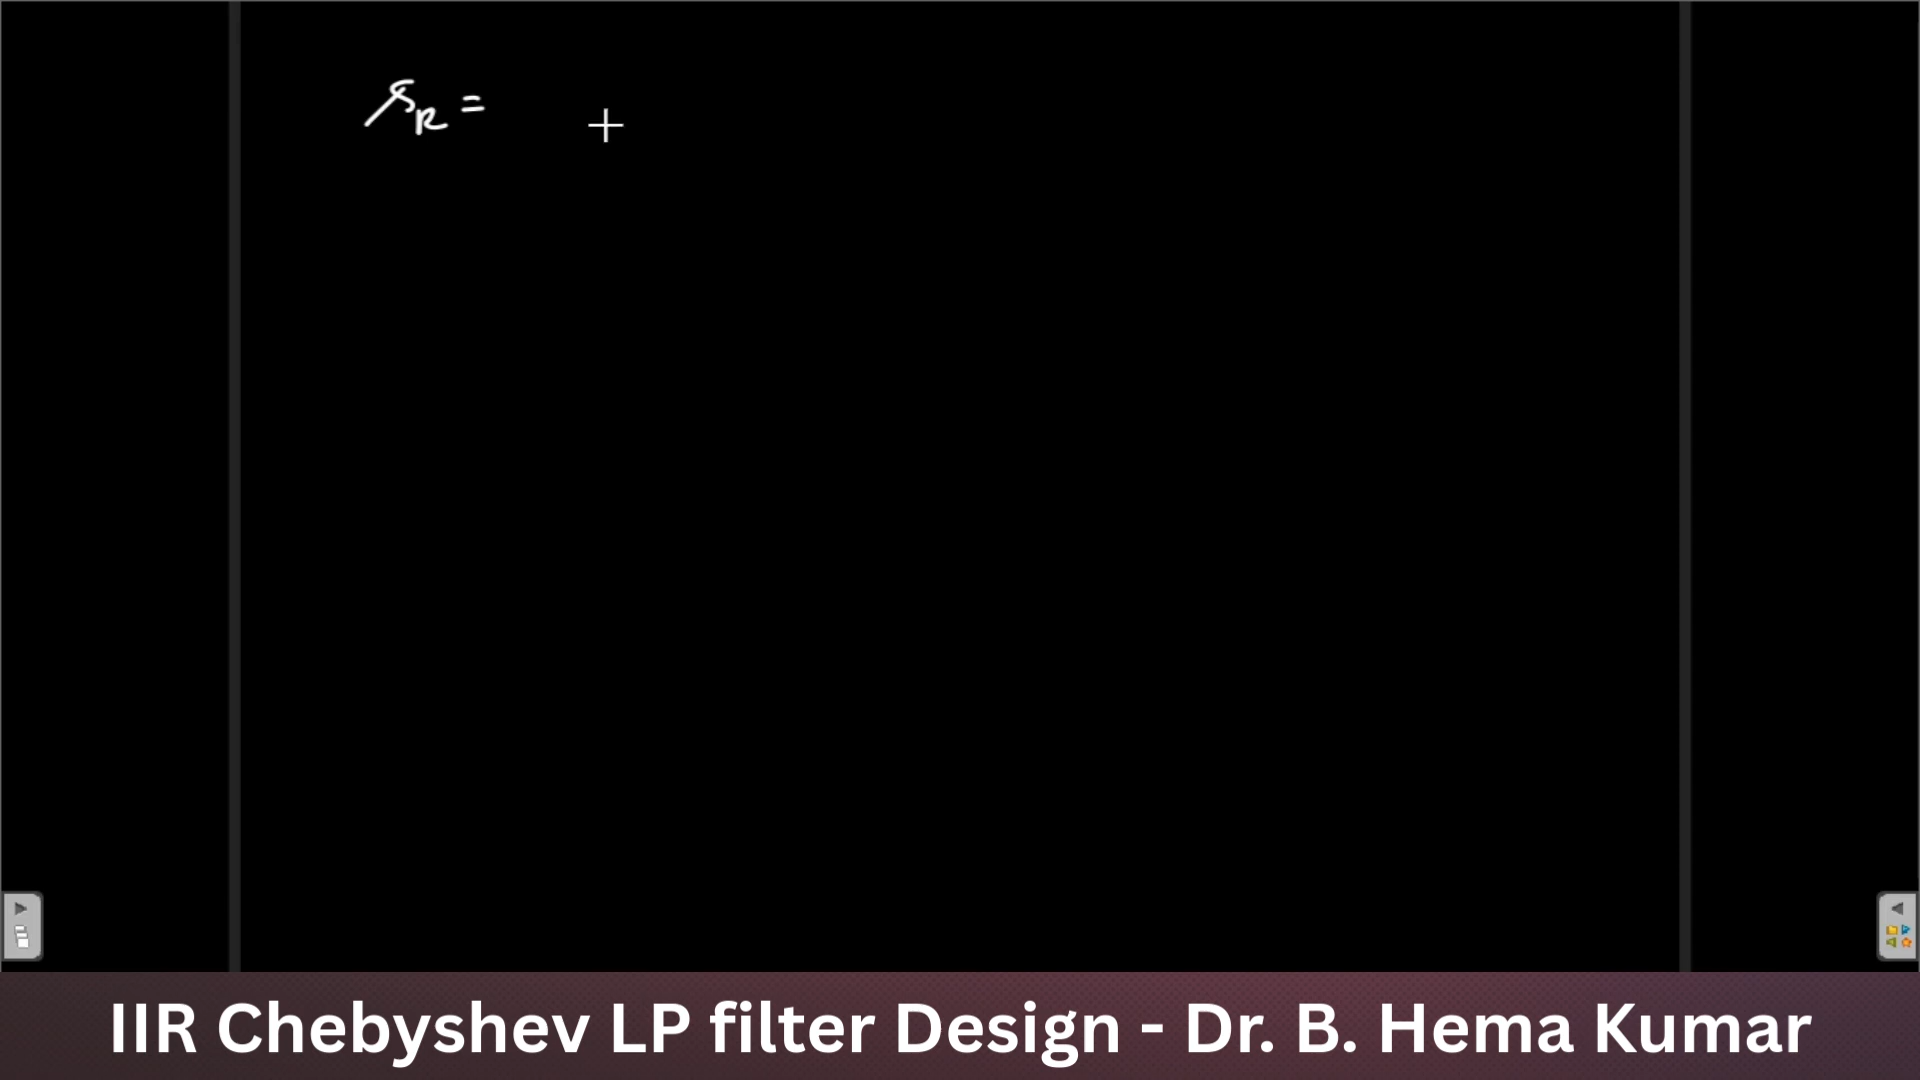 s_k =
IIR Chebyshev LP filter Design - Dr. B. Hema Kumar